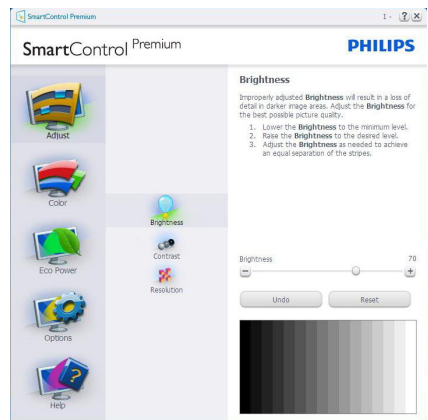 SmartControl Premium
SmartControl Premium
PHILIPS
Adjust
Color
Eco Power
Options
Help
Brightness
Contrast
Resolution
Brightness
Improperly adjusted Brightness will result in a loss of
detail in darker image areas. Adjust the Brightness for
the best possible picture quality.
1. Lower the Brightness to the minimum level.
2. Raise the Brightness to the desired level.
3. Adjust the Brightness as needed to achieve
an equal separation of the stripes.
Brightness 70
Undo Reset